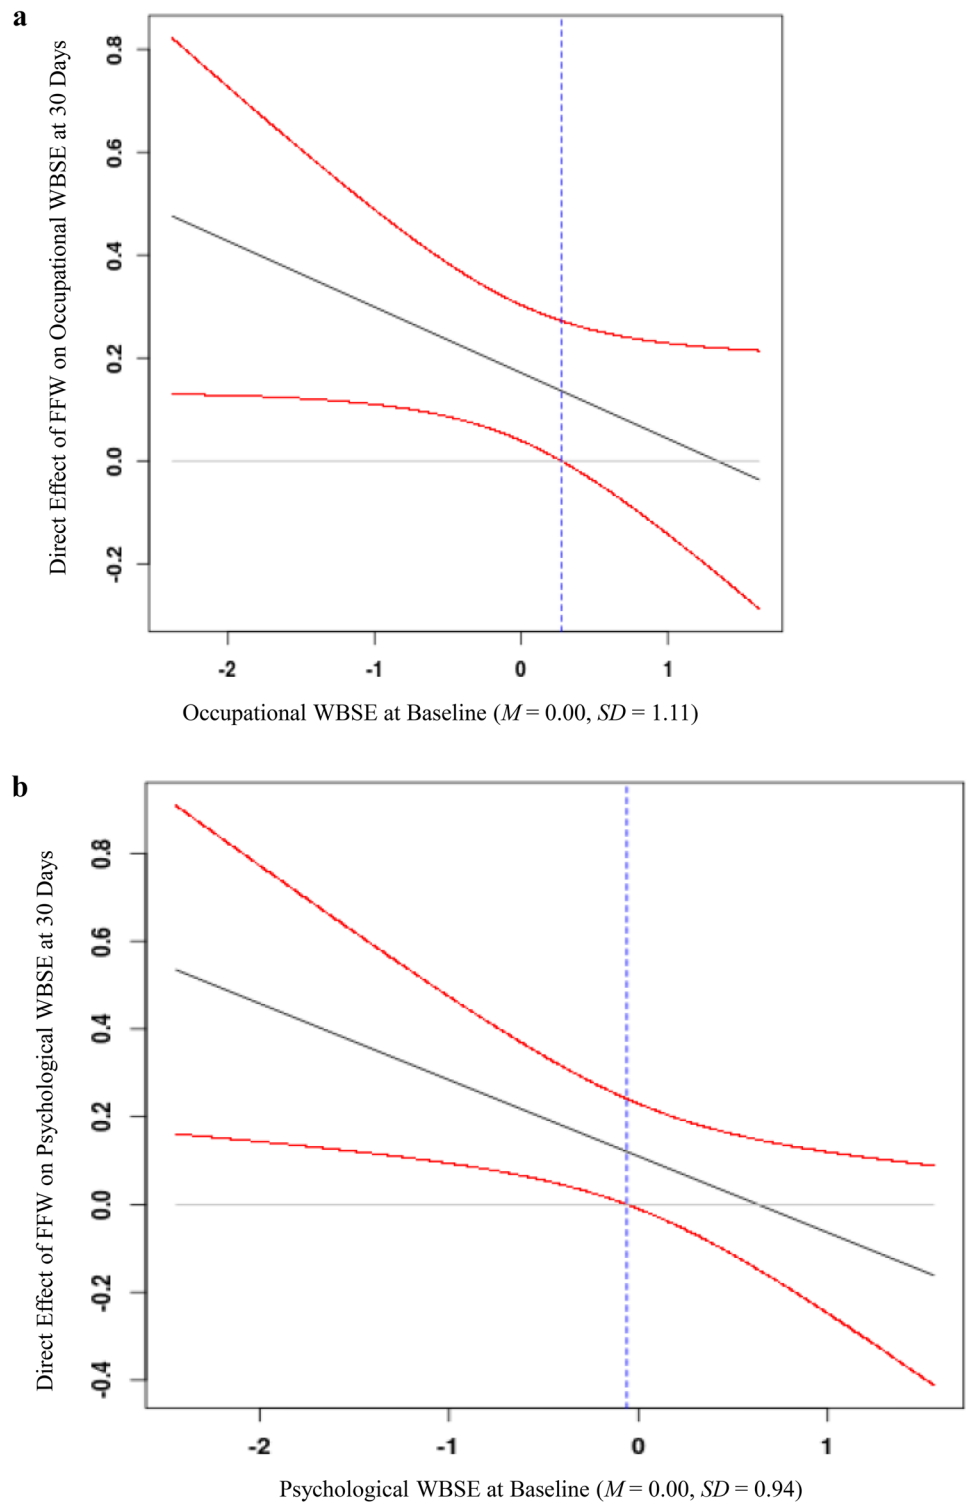 a
Direct Effect of FFW on Occupational WBSE at 30 Days
0.8
0.6
0.4
0.2
0.0
-0.2
-2 -1 0 1
Occupational WBSE at Baseline (M = 0.00, SD = 1.11)
b
Direct Effect of FFW on Psychological WBSE at 30 Days
0.8
0.6
0.4
0.2
0.0
-0.2
-0.4
-2 -1 0 1
Psychological WBSE at Baseline (M = 0.00, SD = 0.94)